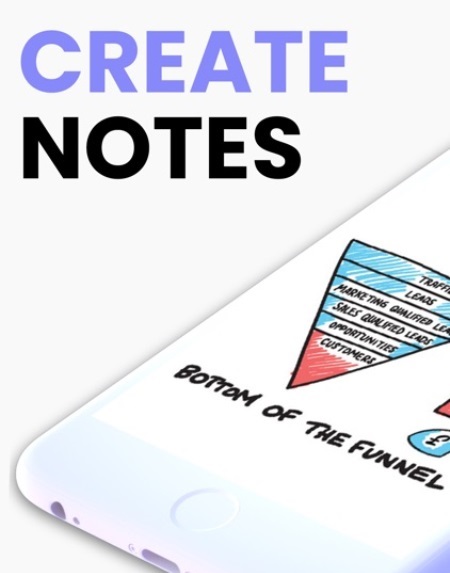 CREATE
NOTES
TRAFFI
LEADS
MARKETING QUALIFIED LEA
SALES QUALIFIED LEADS
OPPORTUNITIES
CUSTOMERS
BOTTOM OF THE FUNNEL
£